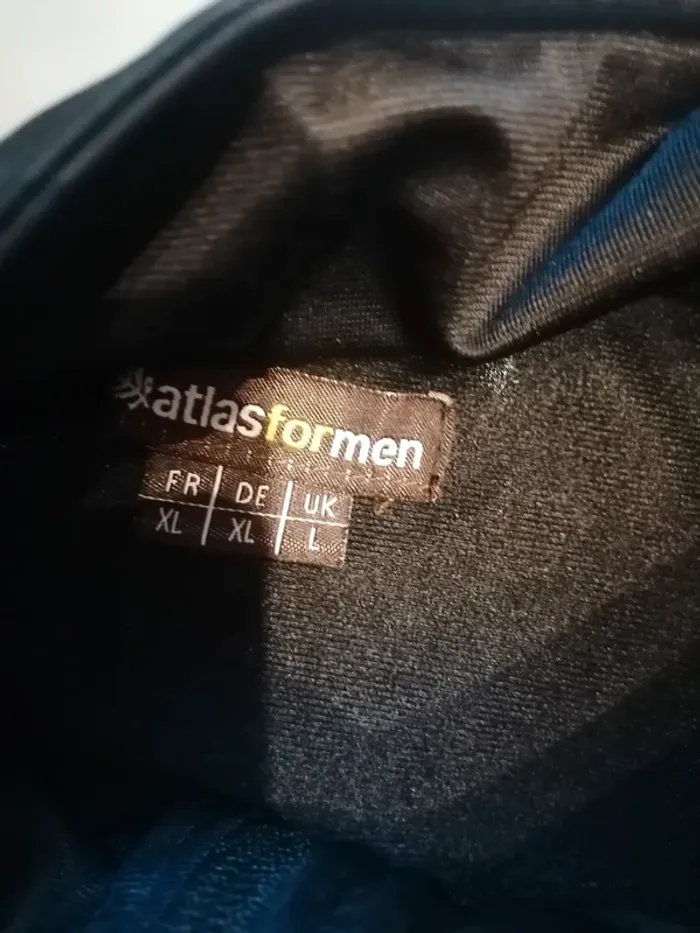 atlasformen
FR | DE | UK
XL | XL | L